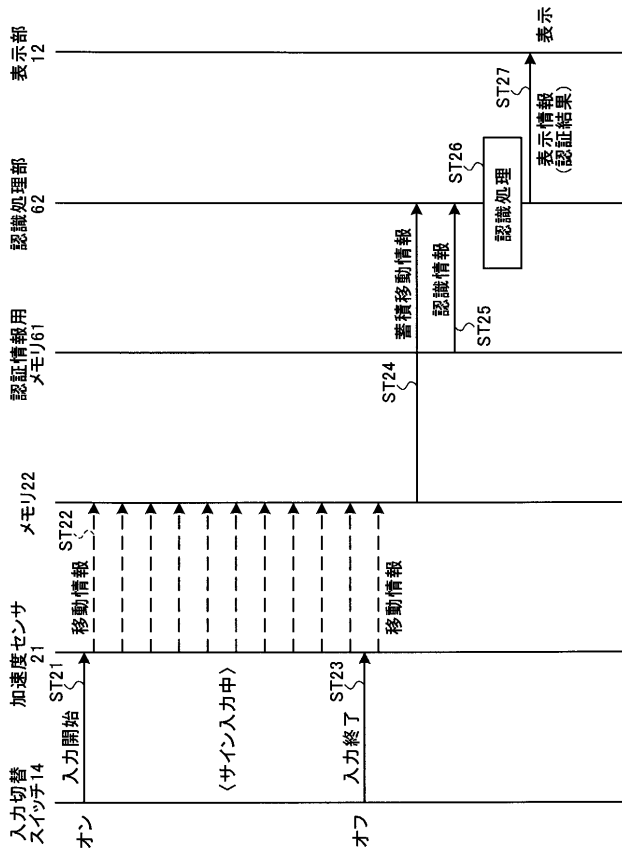 入力切替
スイッチ14
加速度センサ
21
メモリ22
認証情報用
メモリ61
認識処理部
62
表示部
12
オン
入力開始
ST21
移動情報
ST22
〈サイン入力中〉
オフ
入力終了
ST23
移動情報
ST24
蓄積移動情報
認識情報
ST25
認識処理
ST26
ST27
表示情報
(認証結果)
表示